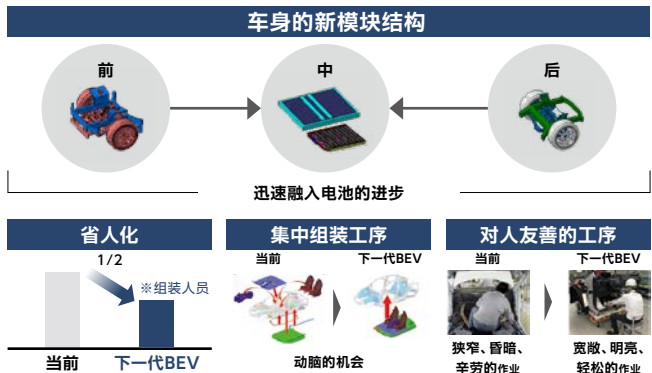 车身的新模块结构
前
中
后
迅速融入电池的进步
省人化
1/2
※组装人员
当前
下一代BEV
集中组装工序
当前
下一代BEV
动脑的机会
对人友善的工序
当前
下一代BEV
狭窄、昏暗、
辛劳的作业
宽敞、明亮、
轻松的作业